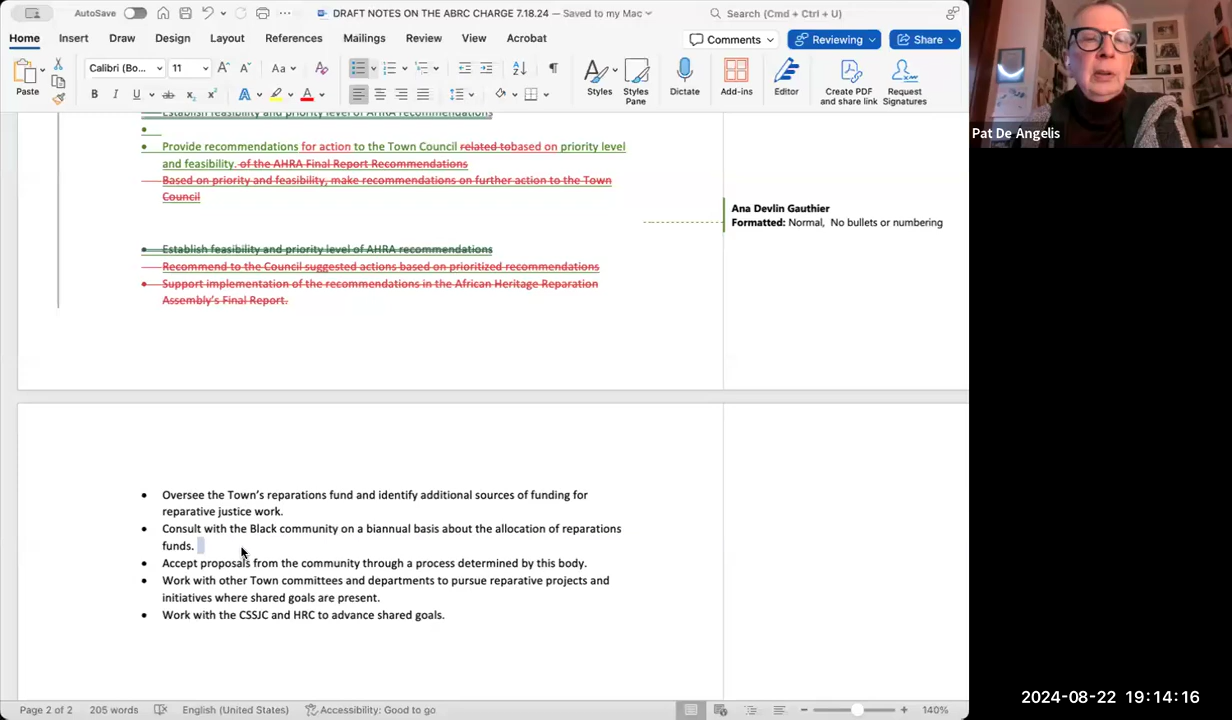 AutoSave
DRAFT NOTES ON THE ABRC CHARGE 7.18.24 — Saved to my Mac
Search (Cmd + Ctrl + U)
Home Insert Draw Design Layout References Mailings Review View Acrobat
Comments Reviewing Share
Paste
Calibri (Bo... 11
Styles Styles Pane Dictate Add-ins Editor Create PDF and share link Request Signatures
Pat De Angelis
Establish feasibility and priority level of AHRA recommendations
• Provide recommendations for action to the Town Council related tobased on priority level
and feasibility. of the AHRA Final Report Recommendations
Based on priority and feasibility, make recommendations on further action to the Town
Council
Ana Devlin Gauthier
Formatted: Normal, No bullets or numbering
• Establish feasibility and priority level of AHRA recommendations
Recommend to the Council suggested actions based on prioritized recommendations
• Support implementation of the recommendations in the African Heritage Reparation
Assembly's Final Report.
• Oversee the Town's reparations fund and identify additional sources of funding for
reparative justice work.
• Consult with the Black community on a biannual basis about the allocation of reparations
funds.
• Accept proposals from the community through a process determined by this body.
• Work with other Town committees and departments to pursue reparative projects and
initiatives where shared goals are present.
• Work with the CSSJC and HRC to advance shared goals.
2024-08-22 19:14:16
Page 2 of 2 205 words English (United States) Accessibility: Good to go 140%